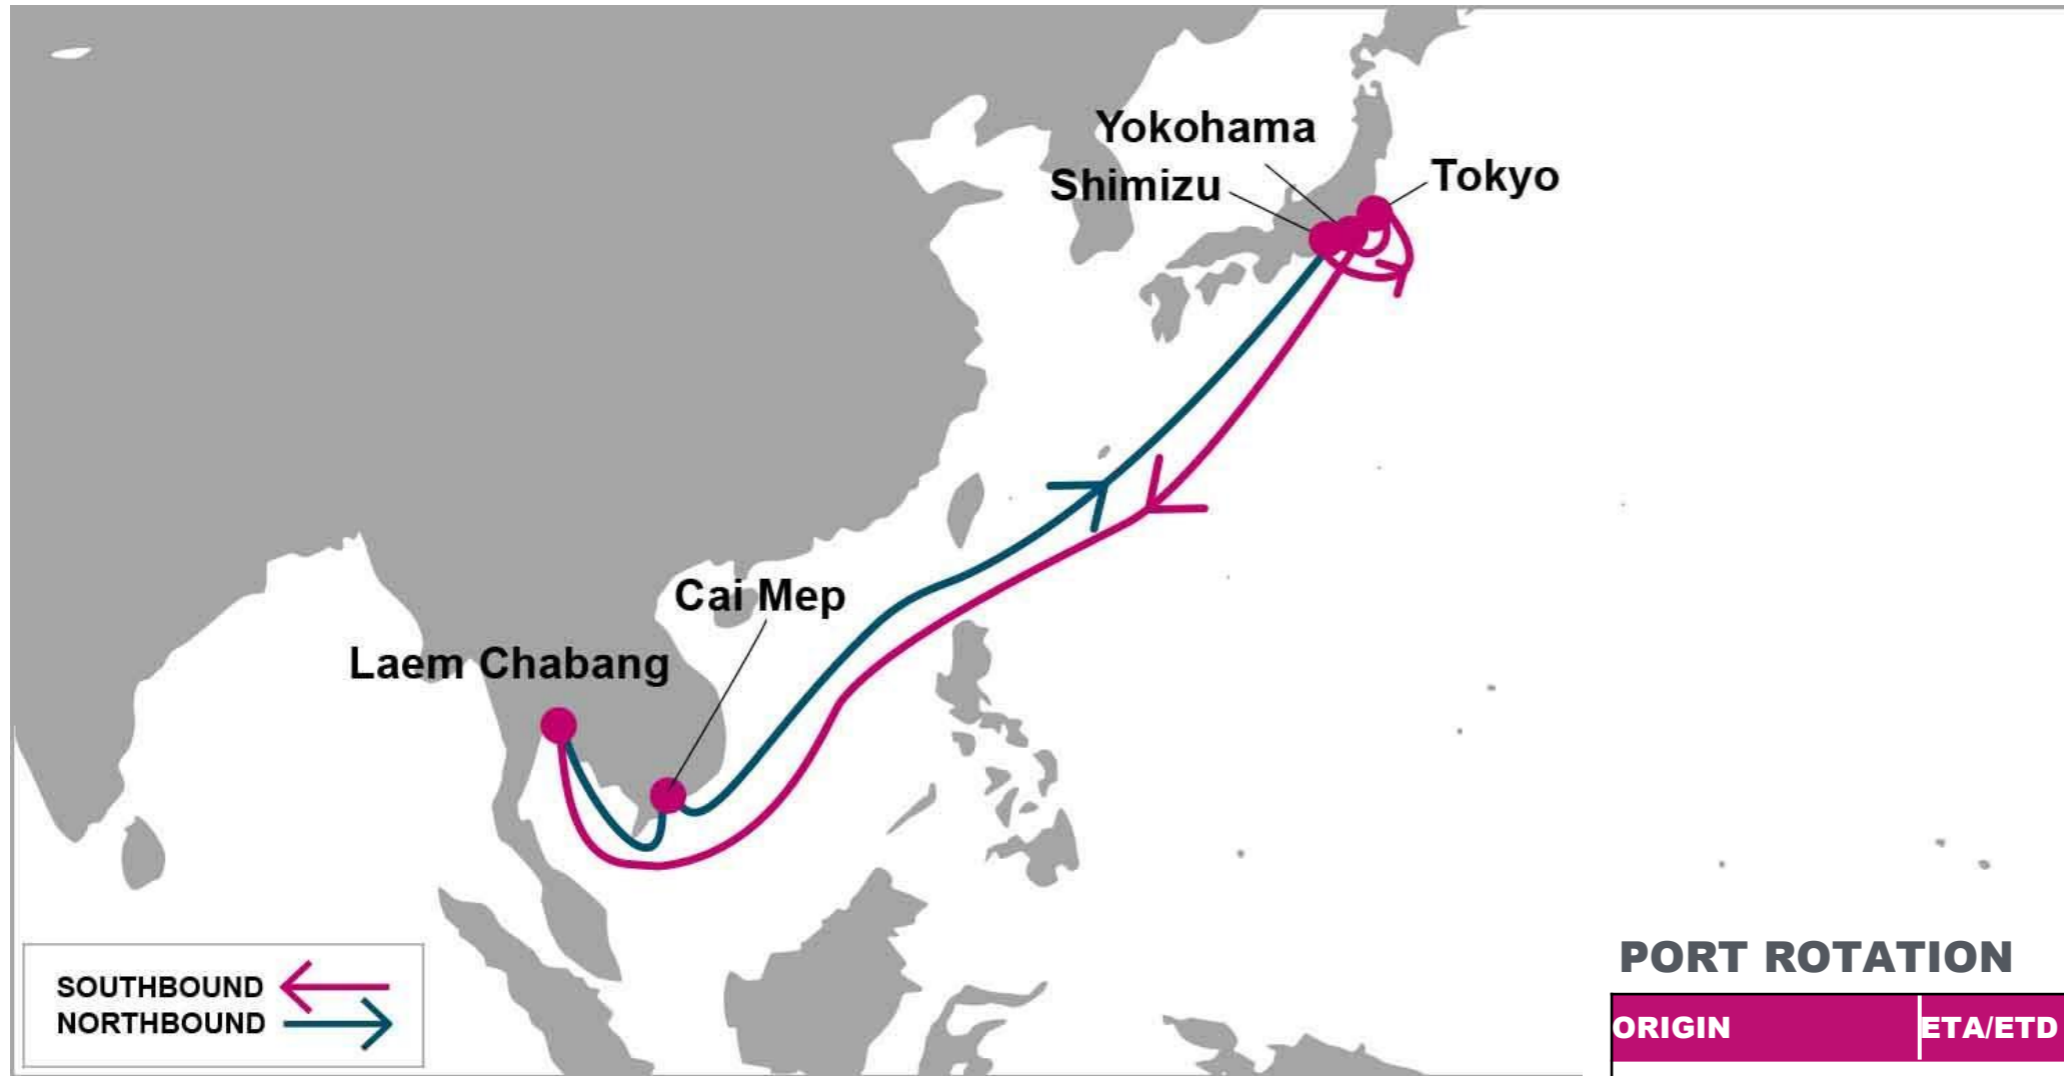 Yokohama
Shimizu
Tokyo
Cai Mep
Laem Chabang
SOUTHBOUND
NORTHBOUND
PORT ROTATION
ORIGIN ETA/ETD